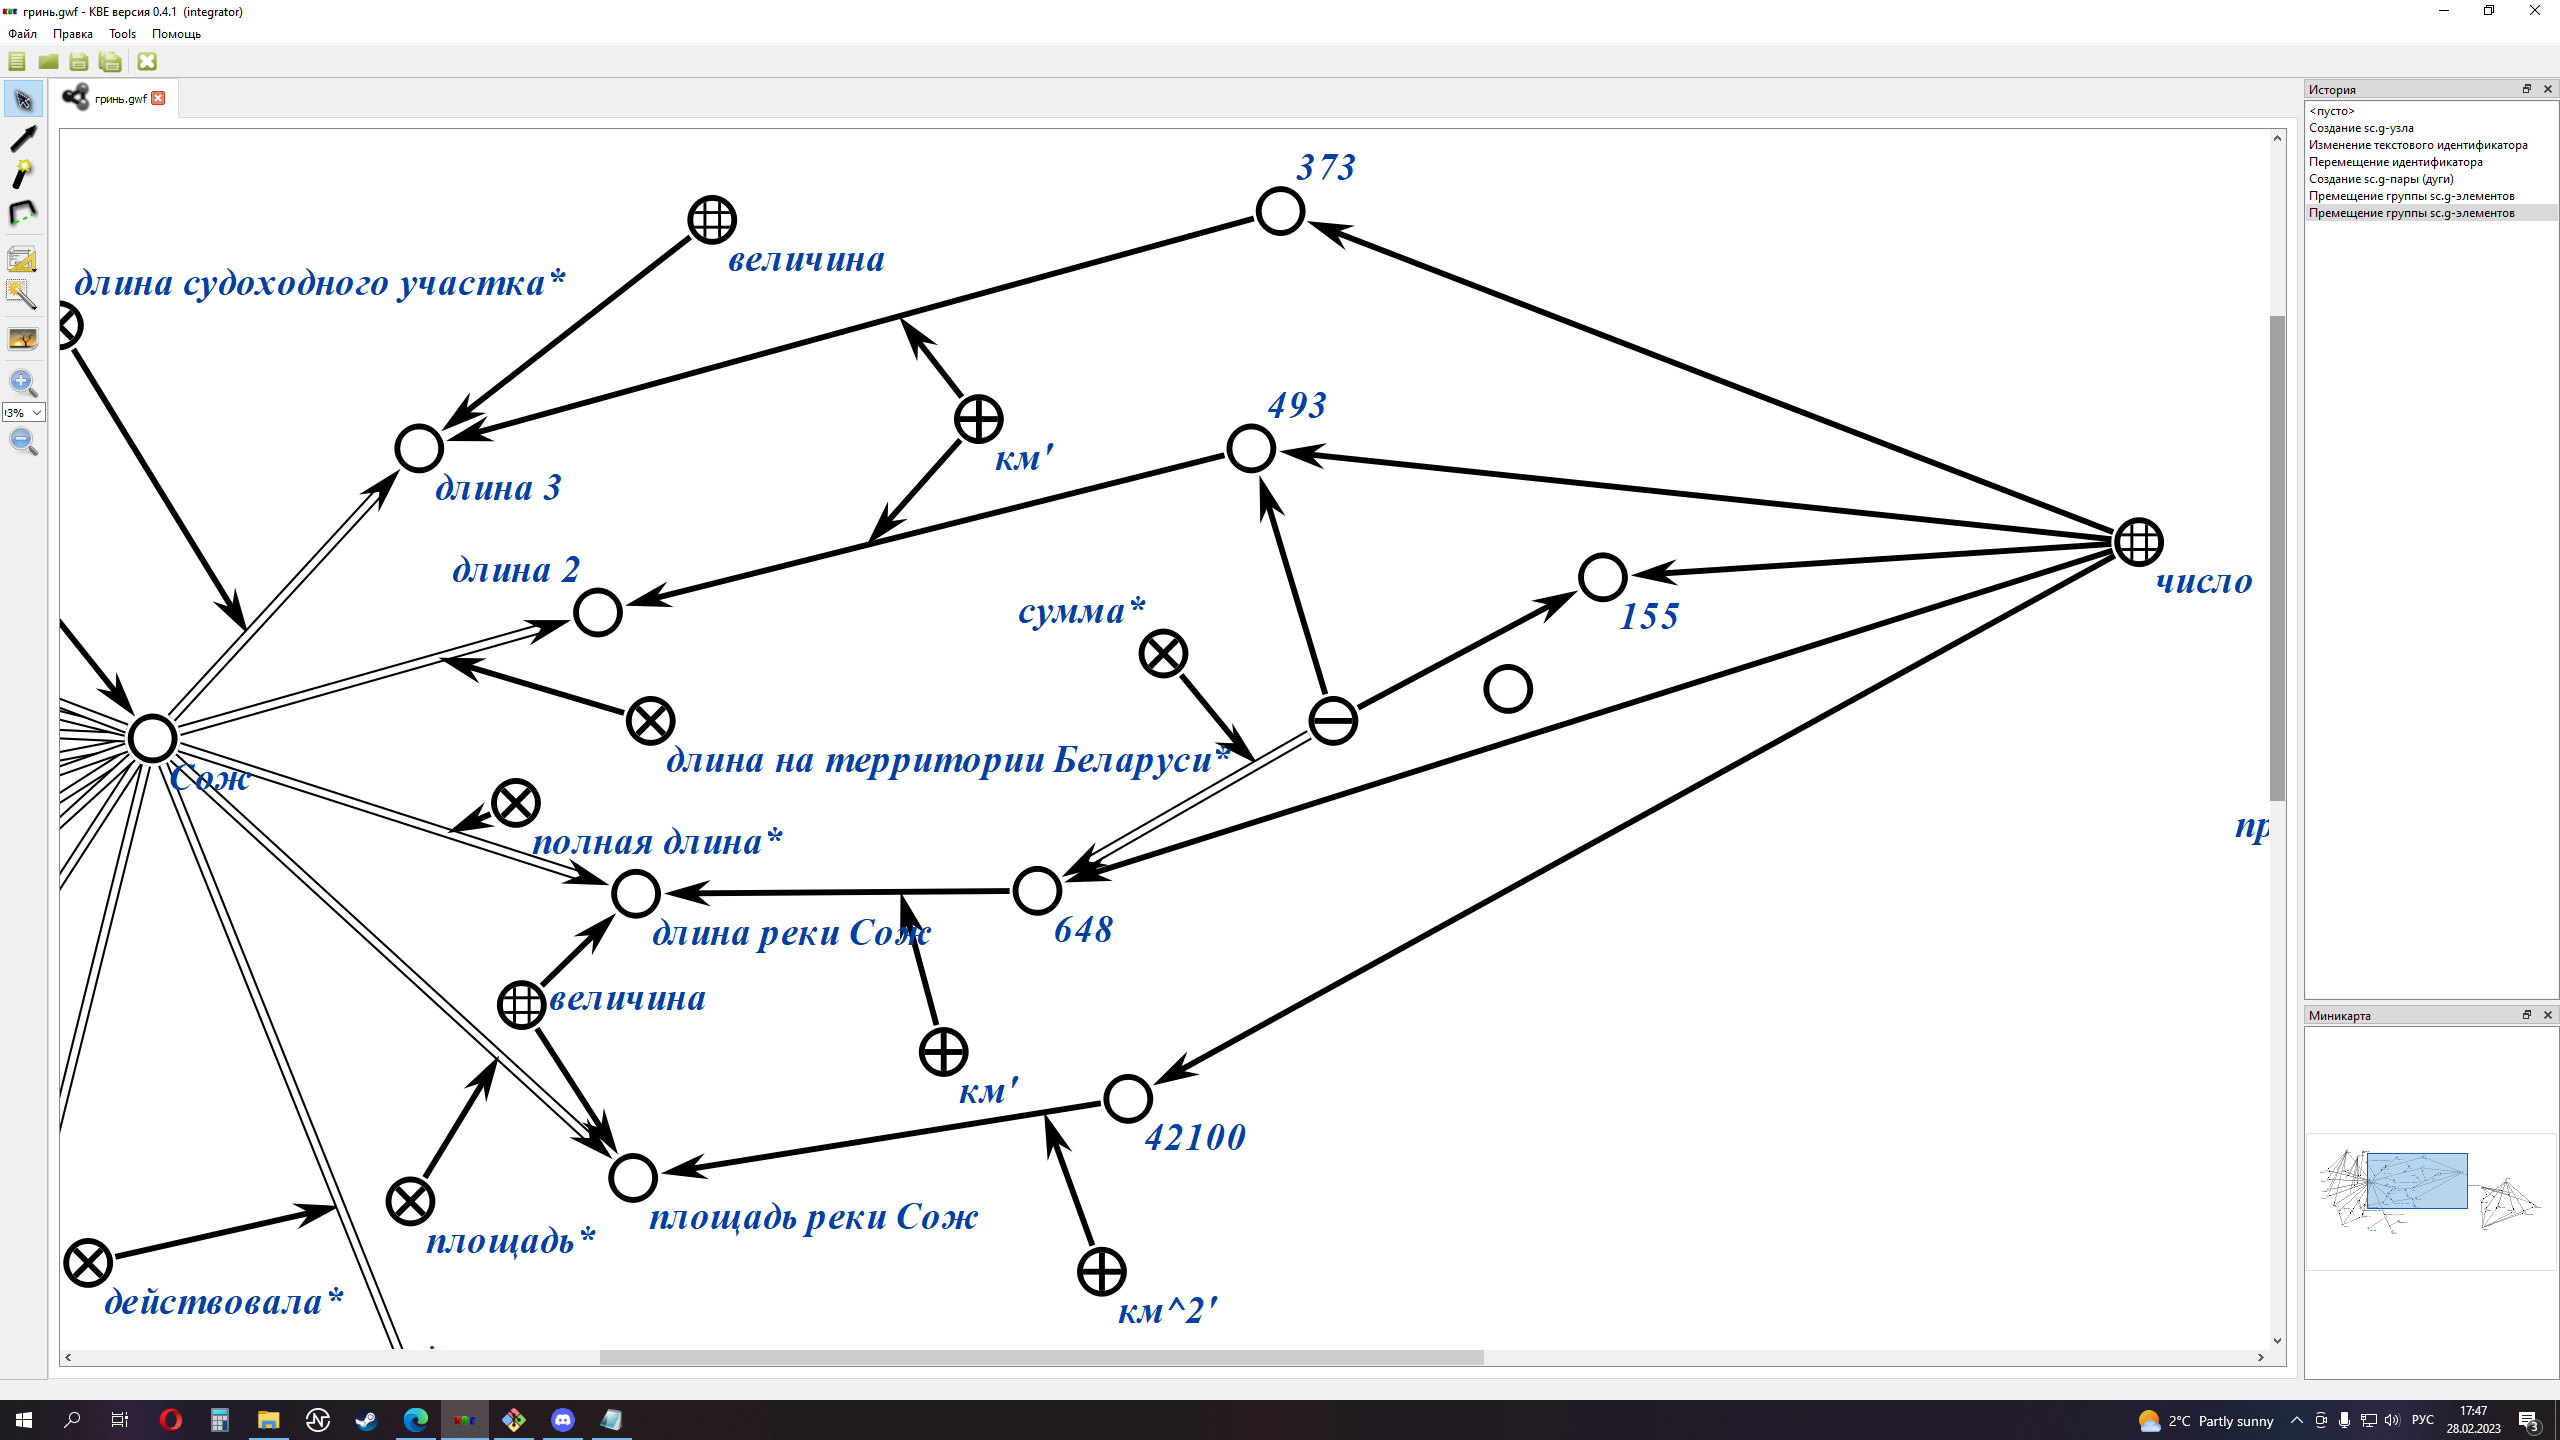 гринь.gwf - KBE версия 0.4.1 (integrator)
Файл Правка Tools Помощь
гринь.gwf
История
<пусто>
Создание sc.g-узла
Изменение текстового идентификатора
Перемещение идентификатора
Создание sc.g-пары (дуги)
Премещение группы sc.g-элементов
Премещение группы sc.g-элементов
373
величина
длина судоходного участка*
493
км'
длина 3
длина 2
число
сумма*
155
длина на территории Беларуси*
Сож
пр
полная длина*
длина реки Сож
648
величина
км'
42100
площадь реки Сож
площадь*
действовала*
км^2'
Миникарта
2°C Partly sunny
РУС
17:47
28.02.2023
3